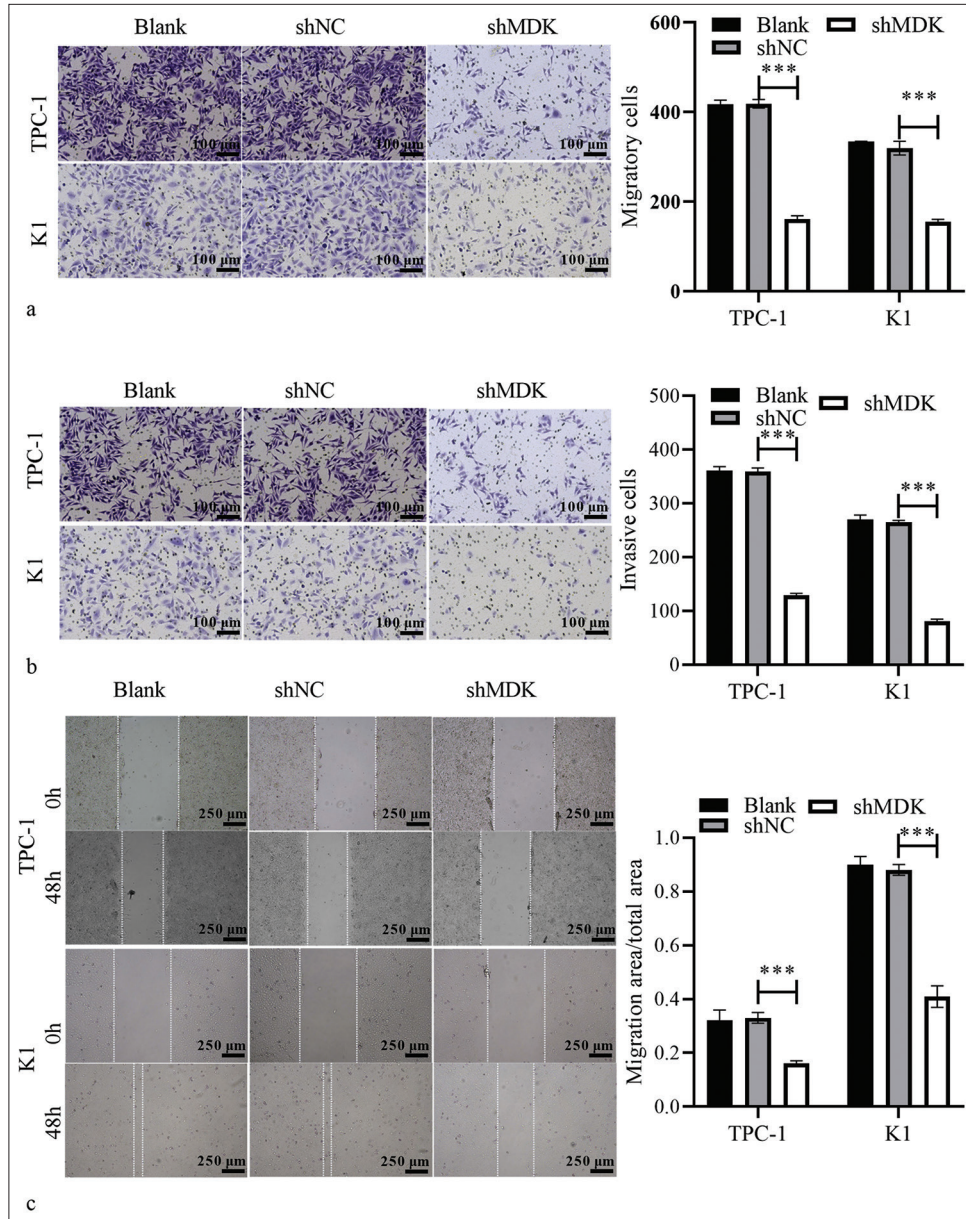 Blank shNC shMDK
TPC-1
100 μm 100 μm 100 μm
K1
100 μm 100 μm 100 μm
a
Migratory cells
600
400
200
0
Blank shMDK
shNC
***
***
TPC-1 K1
Blank shNC shMDK
TPC-1
100 μm 100 μm 100 μm
K1
100 μm 100 μm 100 μm
b
Invasive cells
500
400
300
200
100
0
Blank shMDK
shNC
***
***
TPC-1 K1
Blank shNC shMDK
TPC-1
0h
250 μm 250 μm 250 μm
48h
250 μm 250 μm 250 μm
K1
0h
250 μm 250 μm 250 μm
48h
250 μm 250 μm 250 μm
c
Migration area/total area
1.0
0.8
0.6
0.4
0.2
0.0
Blank shMDK
shNC
***
***
TPC-1 K1